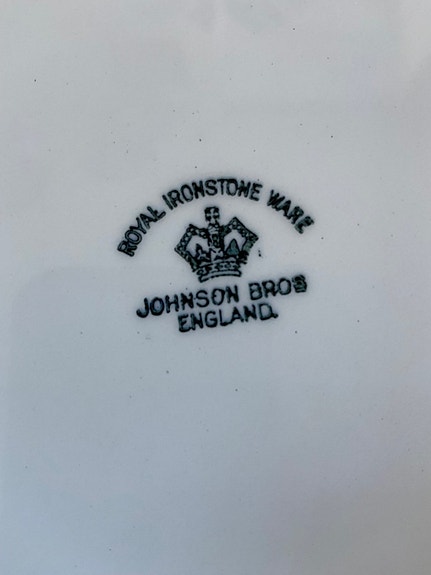 ROYAL IRONSTONE WARE
JOHNSON BROS
ENGLAND.